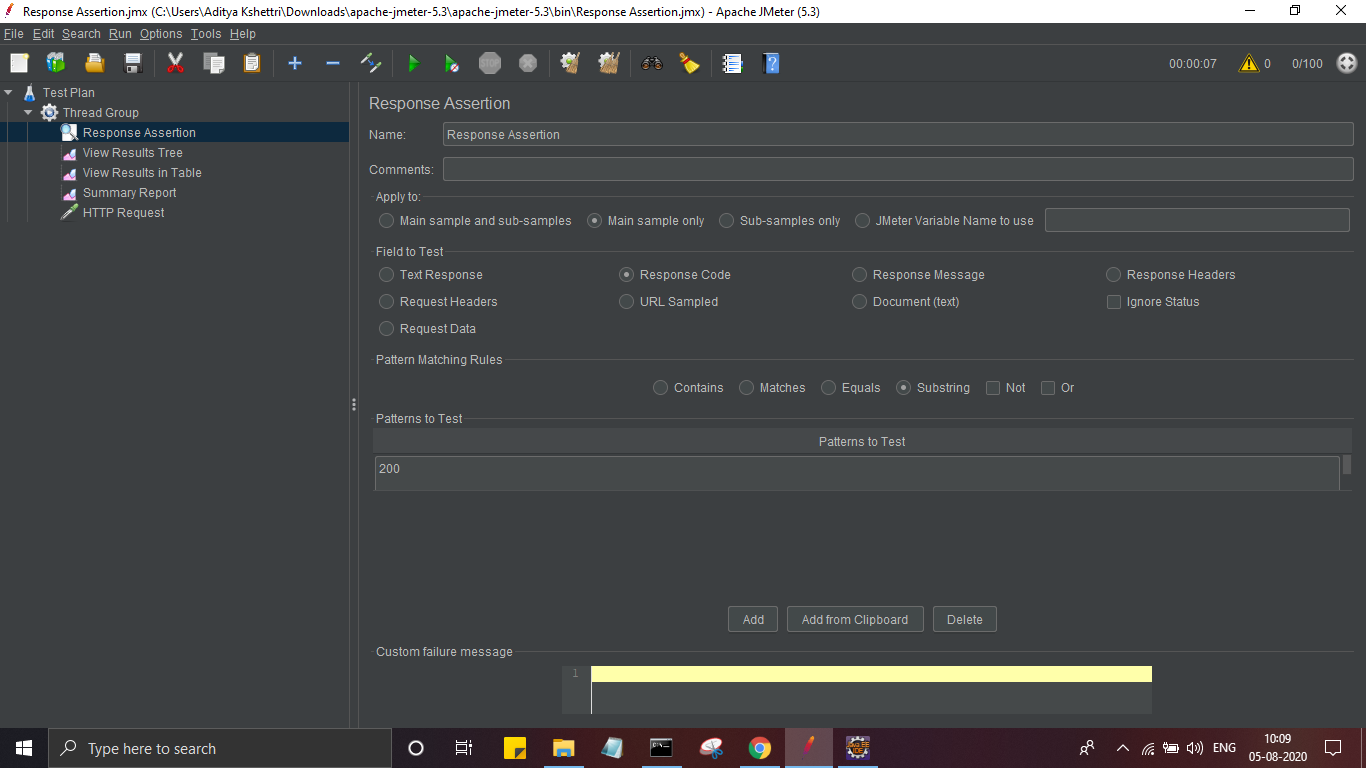 Response Assertion.jmx (C:\Users\Aditya Kshettri\Downloads\apache-jmeter-5.3\apache-jmeter-5.3\bin\Response Assertion.jmx) - Apache JMeter (5.3)
File Edit Search Run Options Tools Help
STOP 00:00:07 0 0/100
Test Plan
Thread Group
Response Assertion
View Results Tree
View Results in Table
Summary Report
HTTP Request
Response Assertion
Name: Response Assertion
Comments:
Apply to:
Main sample and sub-samples Main sample only Sub-samples only JMeter Variable Name to use
Field to Test
Text Response Response Code Response Message Response Headers
Request Headers URL Sampled Document (text) Ignore Status
Request Data
Pattern Matching Rules
Contains Matches Equals Substring Not Or
Patterns to Test
Patterns to Test
200
Add Add from Clipboard Delete
Custom failure message
1
Type here to search
ENG
10:09
05-08-2020